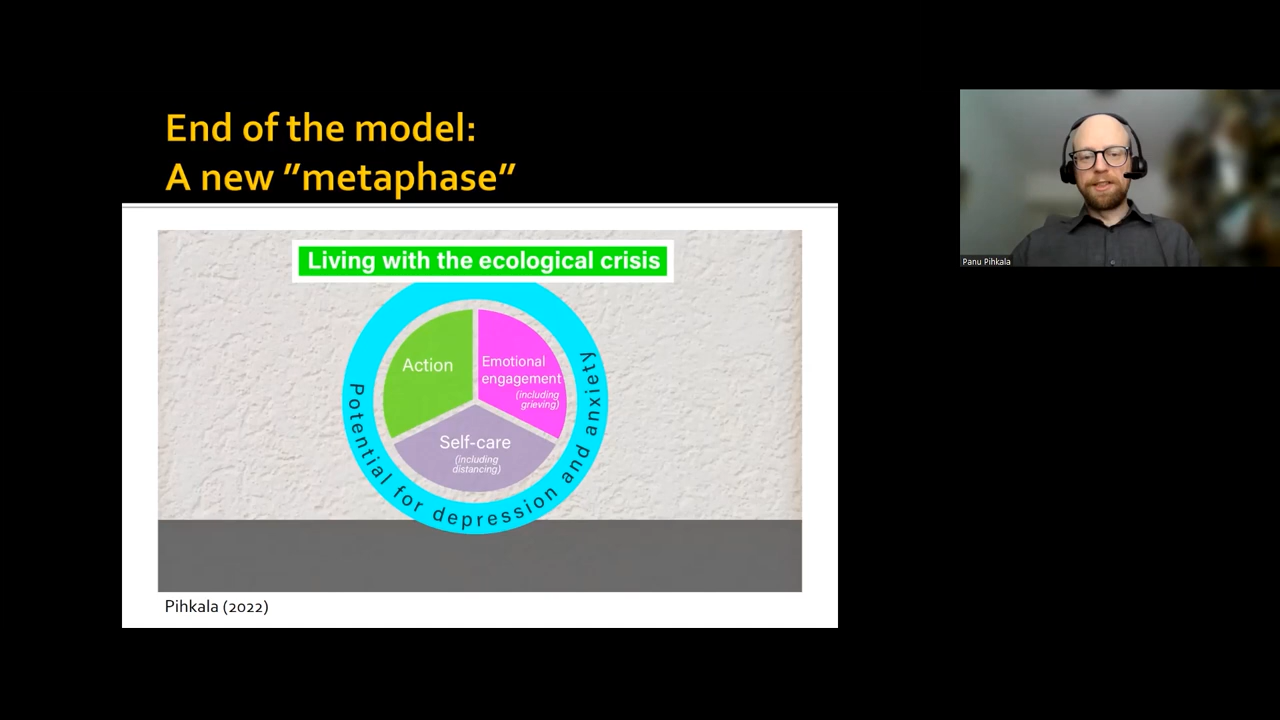 End of the model:
A new ”metaphase”
Living with the ecological crisis
Action
Emotional
engagement
(including
grieving)
Self-care
(including
distancing)
Potential for depression and anxiety
Pihkala (2022)
Panu Pihkala